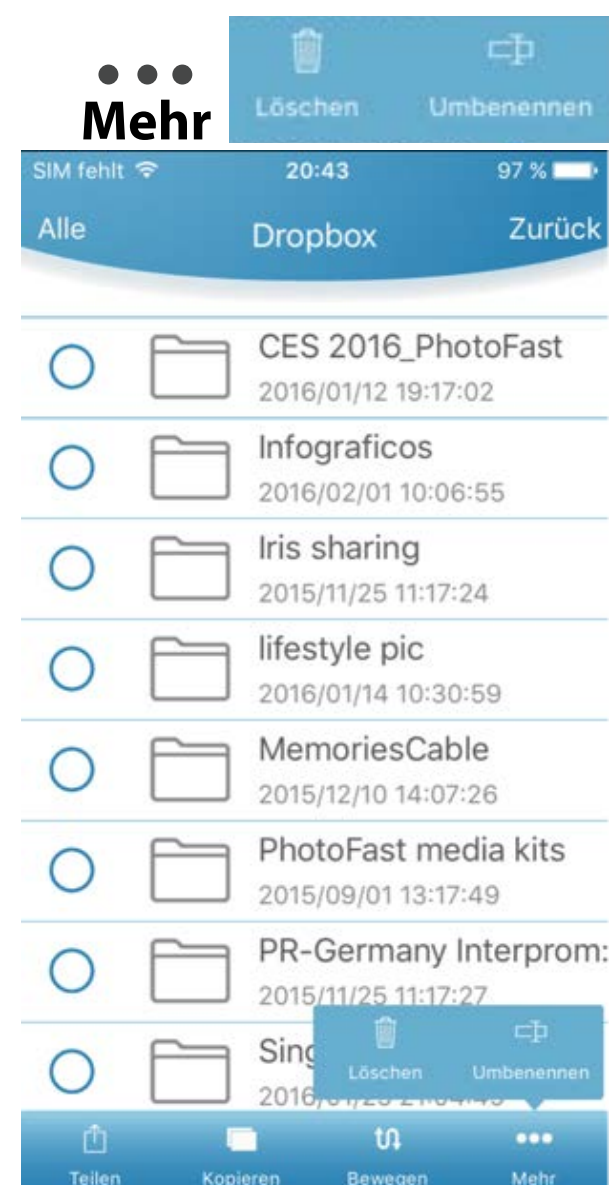 Löschen Umbenennen
Mehr
SIM fehlt 20:43 97 %
Alle Dropbox Zurück
CES 2016_PhotoFast
2016/01/12 19:17:02
Infograficos
2016/02/01 10:06:55
Iris sharing
2015/11/25 11:17:24
lifestyle pic
2016/01/14 10:30:59
MemoriesCable
2015/12/10 14:07:26
PhotoFast media kits
2015/09/01 13:17:49
PR-Germany Interprom:
2015/11/25 11:17:27
Löschen Umbenennen
Teilen Kopieren Bewegen Mehr